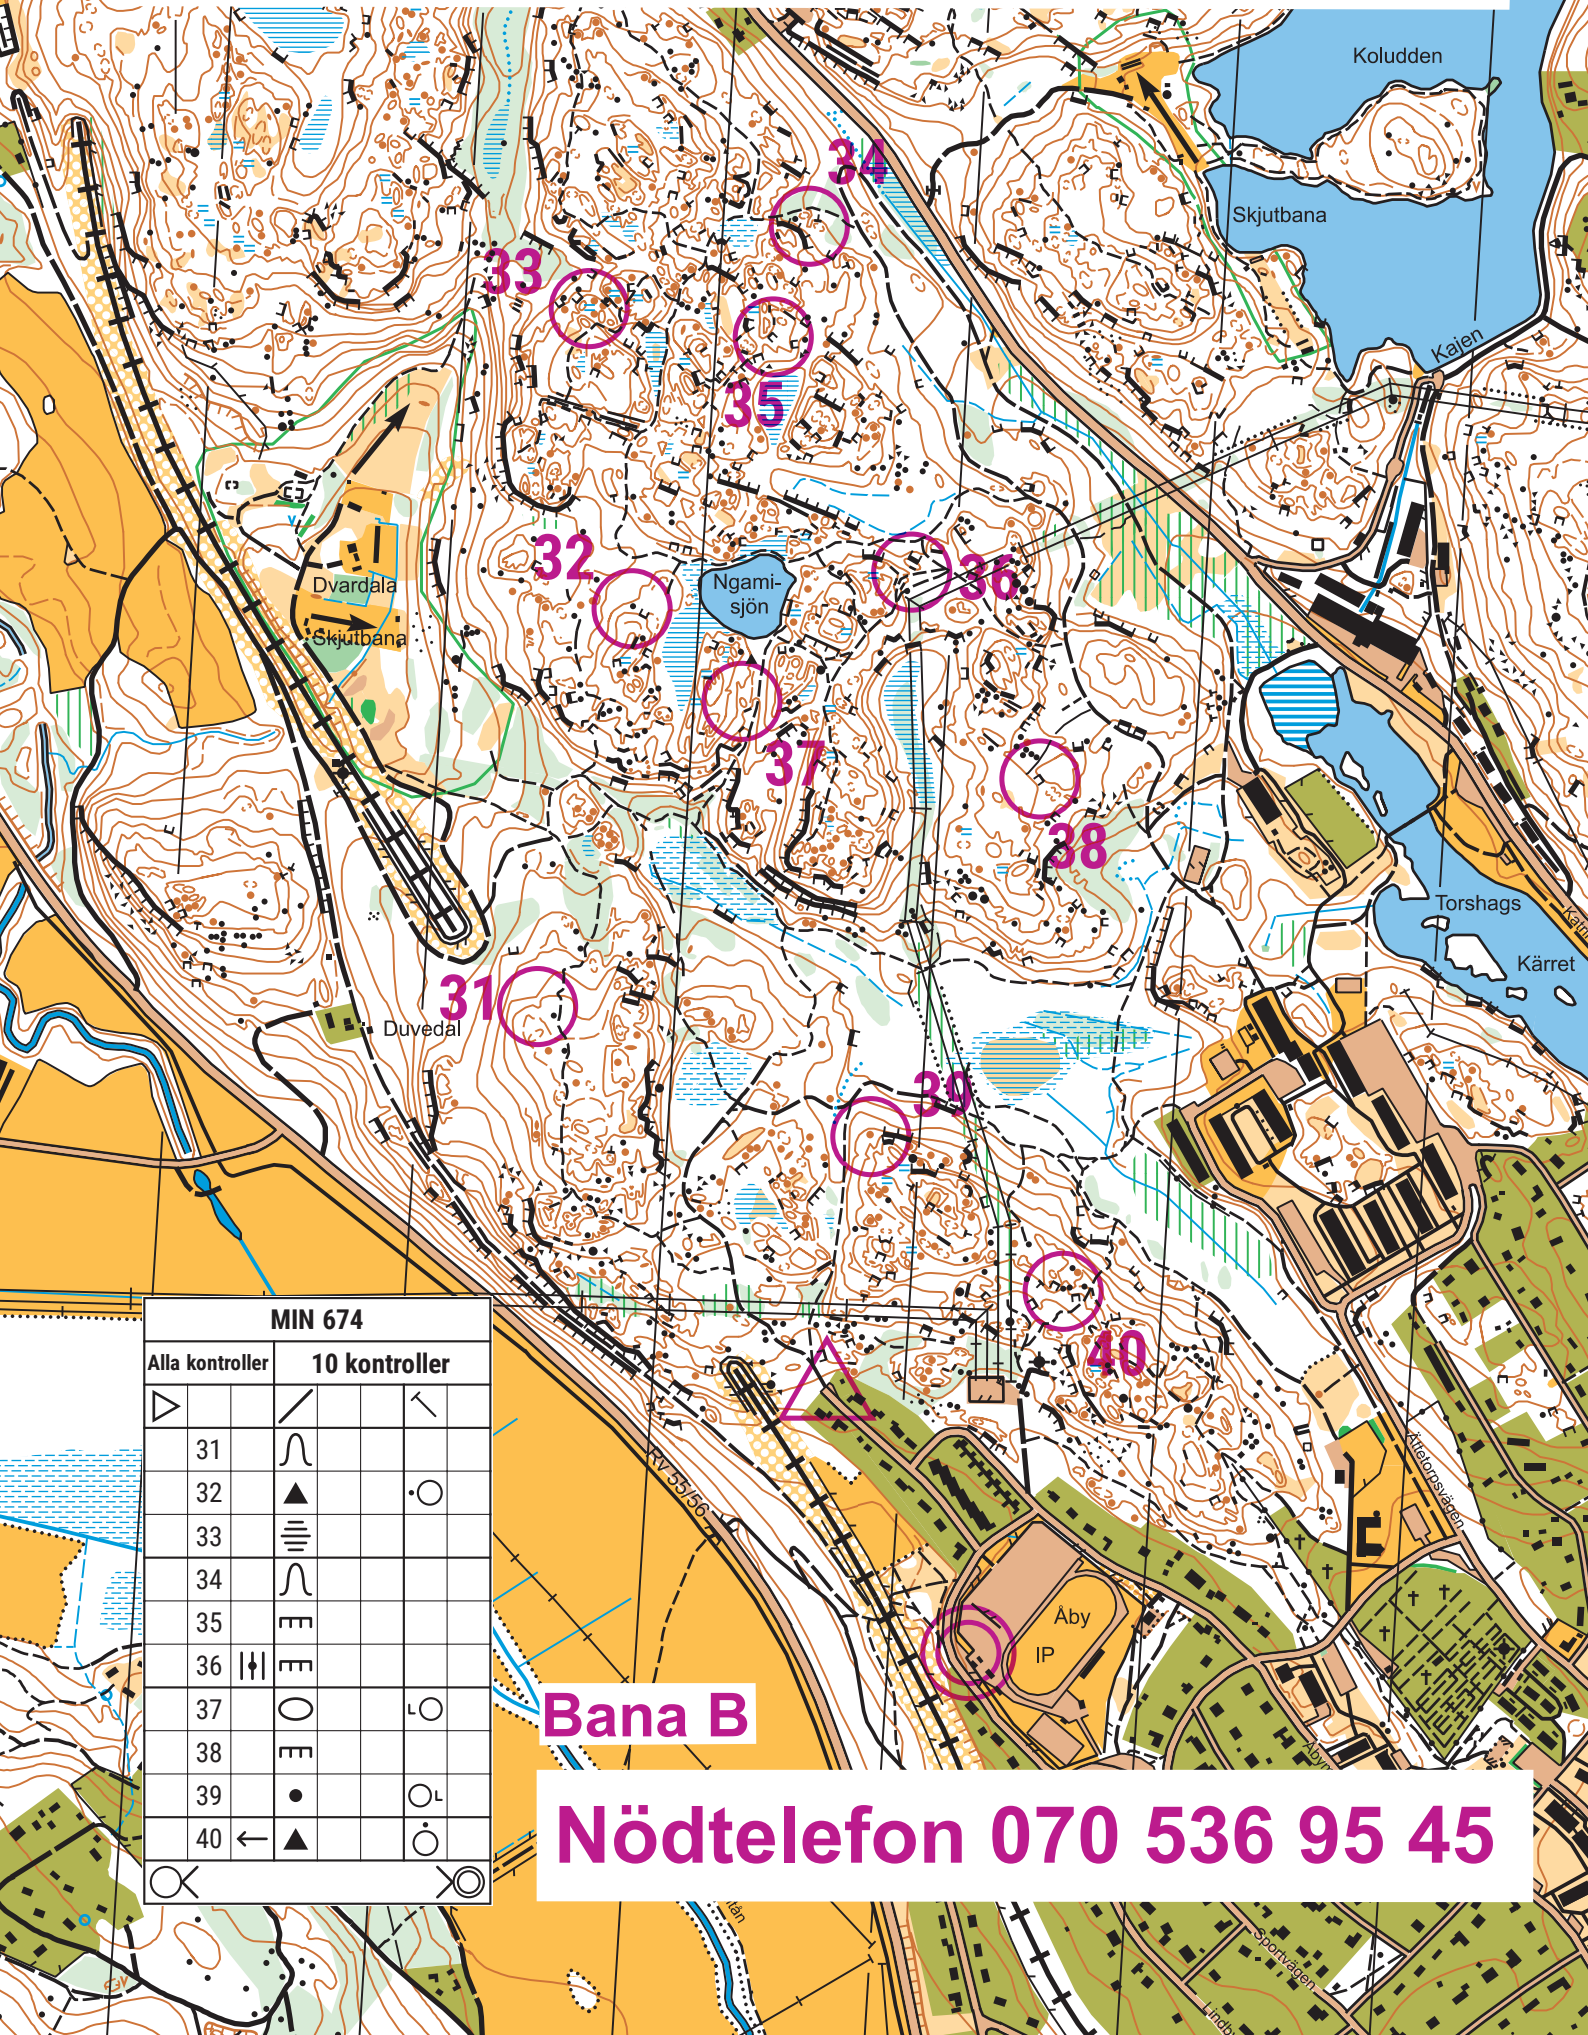 Koludden
34
Skjutbana
33
Kajen
35
32
36
Ngami-
sjön
Dvardala
Skjutbana
37
38
Torshags
Kärret
31
Duvedal
39
40
MIN 674
Alla kontroller 10 kontroller
31
32
33
34
35
36
37
38
39
40
Rv 55/56
Ättetorpsvägen
Åby
IP
Bana B
Nödtelefon 070 536 95 45
Sportvägen